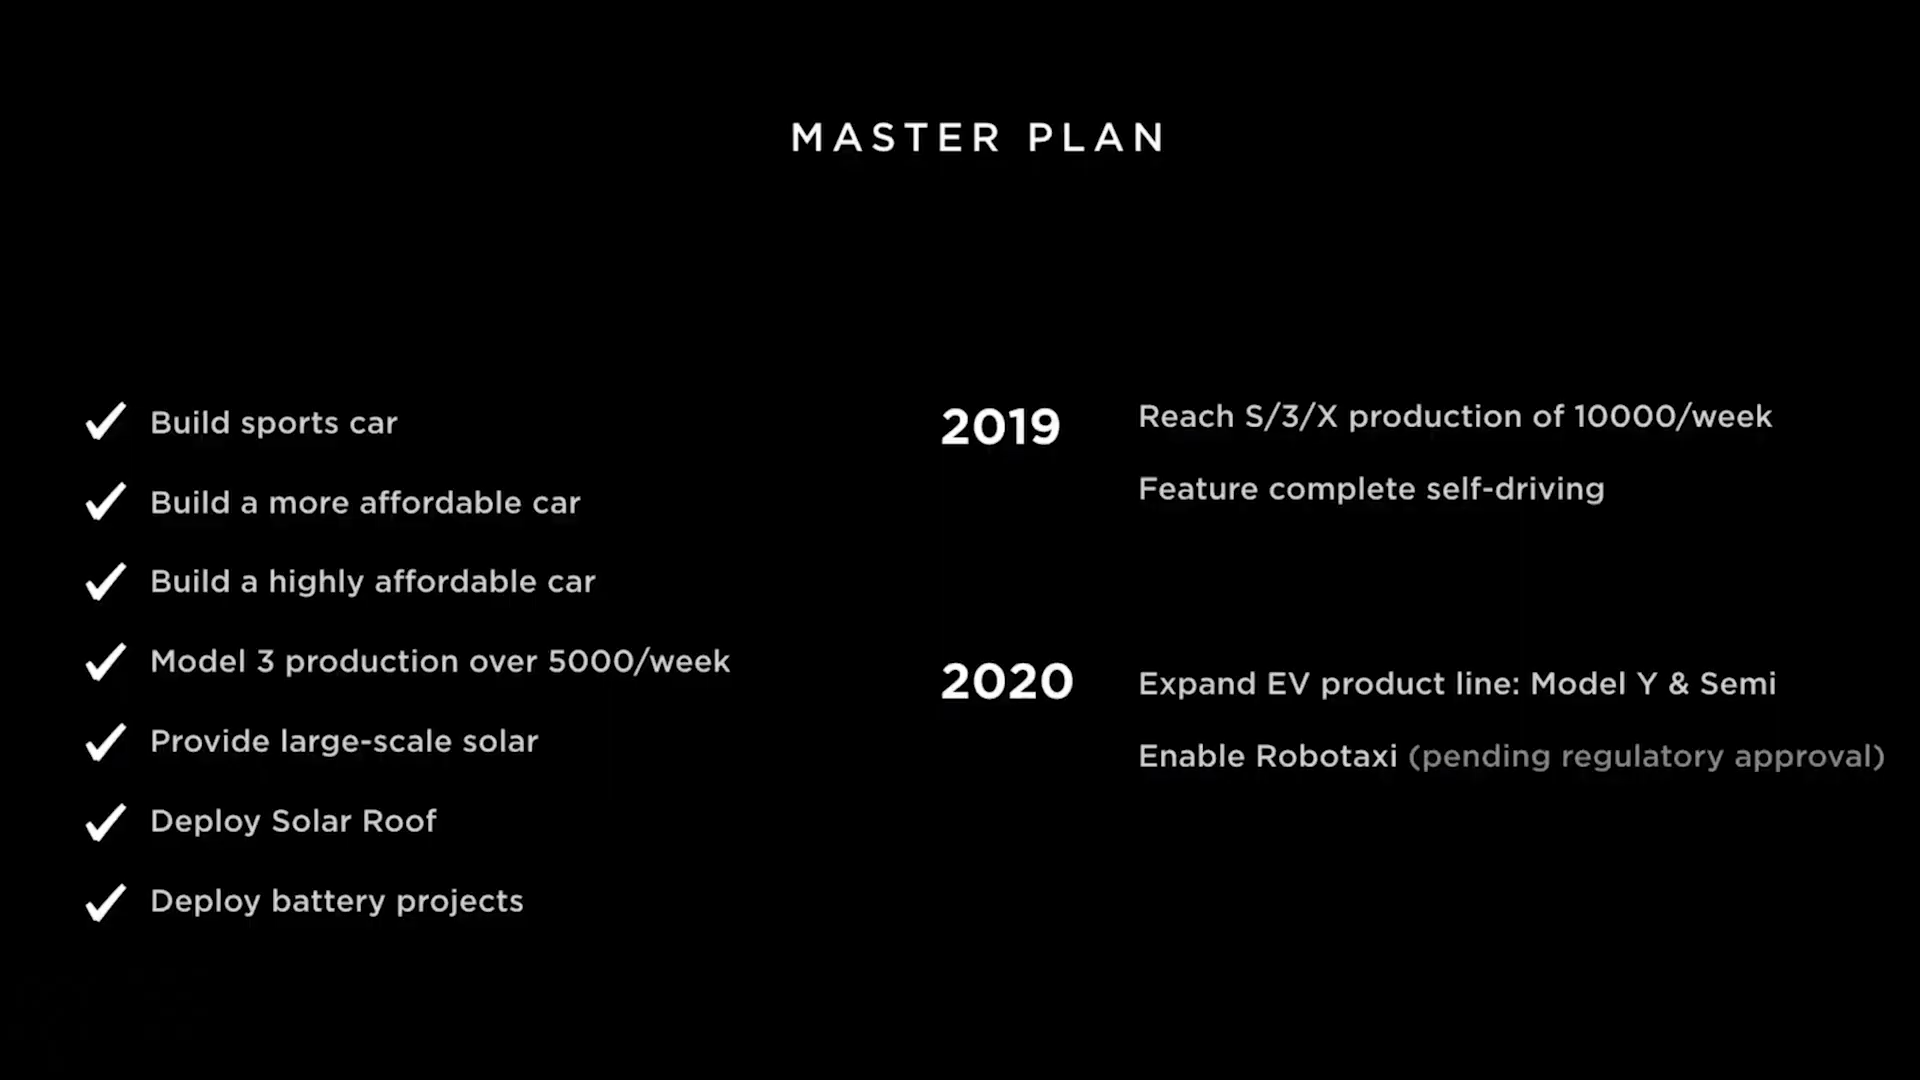 MASTER PLAN
Build sports car
Build a more affordable car
Build a highly affordable car
Model 3 production over 5000/week
Provide large-scale solar
Deploy Solar Roof
Deploy battery projects
2019
Reach S/3/X production of 10000/week
Feature complete self-driving
2020
Expand EV product line: Model Y & Semi
Enable Robotaxi (pending regulatory approval)